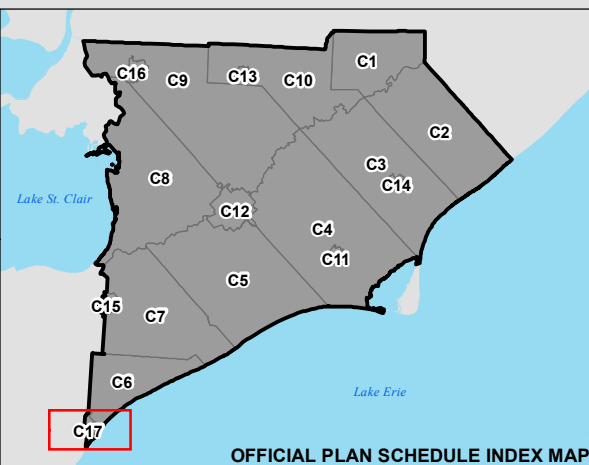 C1
C16
C9
C13
C10
C2
C3
C8
C14
Lake St. Clair
C12
C4
C11
C5
C15
C7
C6
Lake Erie
C17
OFFICIAL PLAN SCHEDULE INDEX MAP